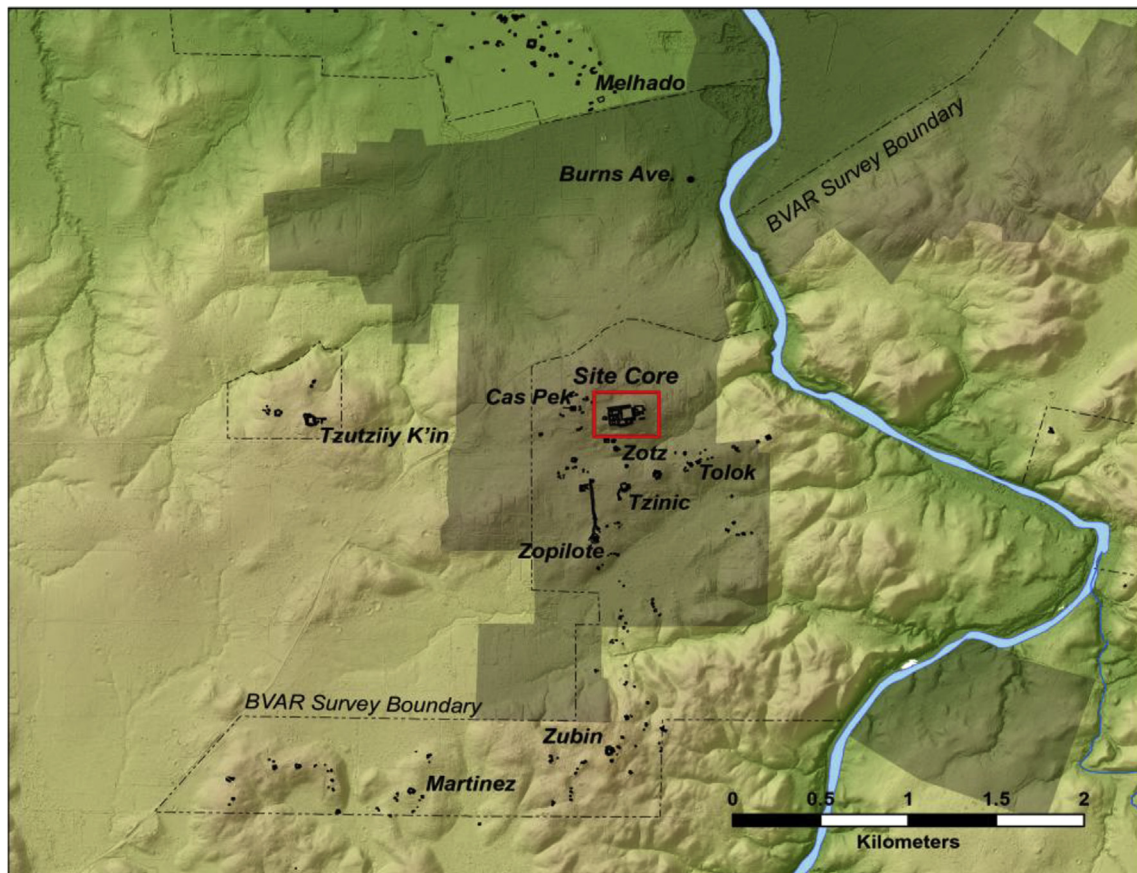 Melhado
Burns Ave.
BVAR Survey Boundary
Site Core
Cas Pek
Tzutziiy K'in
Zotz
Tolok
Tzinic
Zopilote
BVAR Survey Boundary
Zubin
Martinez
0 0.5 1 1.5 2
Kilometers